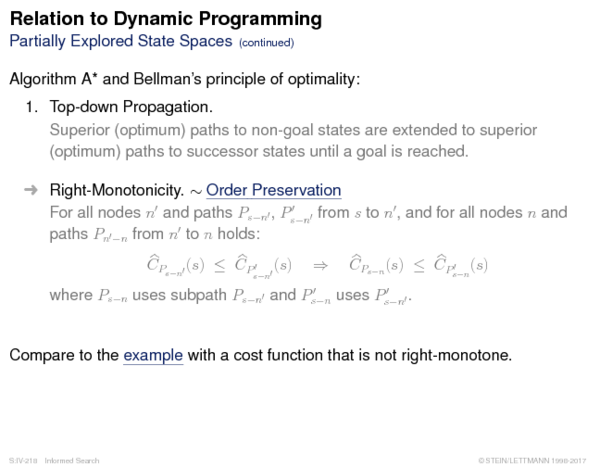 Relation to Dynamic Programming
Partially Explored State Spaces (continued)
Algorithm A* and Bellman's principle of optimality:
1. Top-down Propagation.
Superior (optimum) paths to non-goal states are extended to superior
(optimum) paths to successor states until a goal is reached.
➜ Right-Monotonicity. ~ Order Preservation
For all nodes n′ and paths P_{s−n′}, P′_{s−n′} from s to n′, and for all nodes n and
paths P_{n′−n} from n′ to n holds:
Ĉ_{P_{s−n′}}(s) ≤ Ĉ_{P′_{s−n′}}(s) ⇒ Ĉ_{P_{s−n}}(s) ≤ Ĉ_{P′_{s−n}}(s)
where P_{s−n} uses subpath P_{s−n′} and P′_{s−n} uses P′_{s−n′}.
Compare to the example with a cost function that is not right-monotone.
S:IV-218 Informed Search © STEIN/LETTMANN 1998-2017